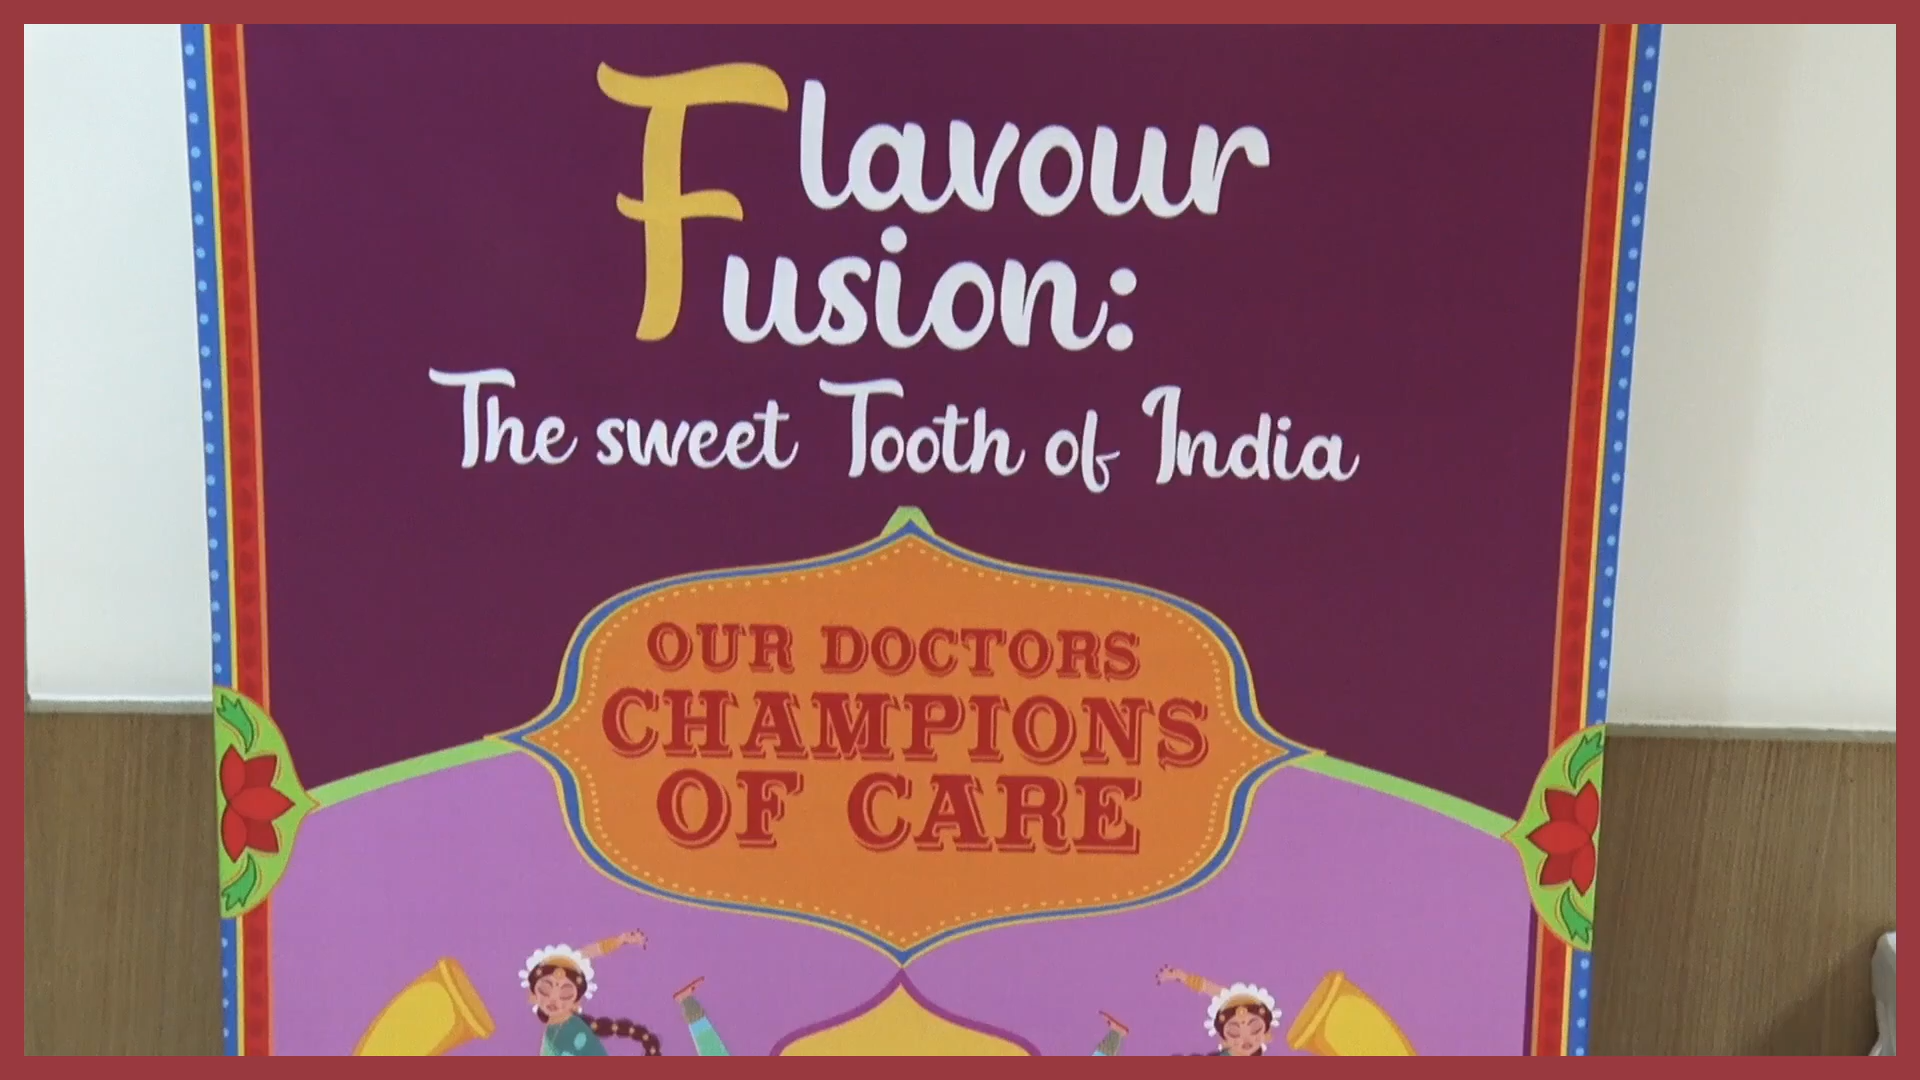 Flavour
Fusion:
The sweet Tooth of India
OUR DOCTORS
CHAMPIONS
OF CARE